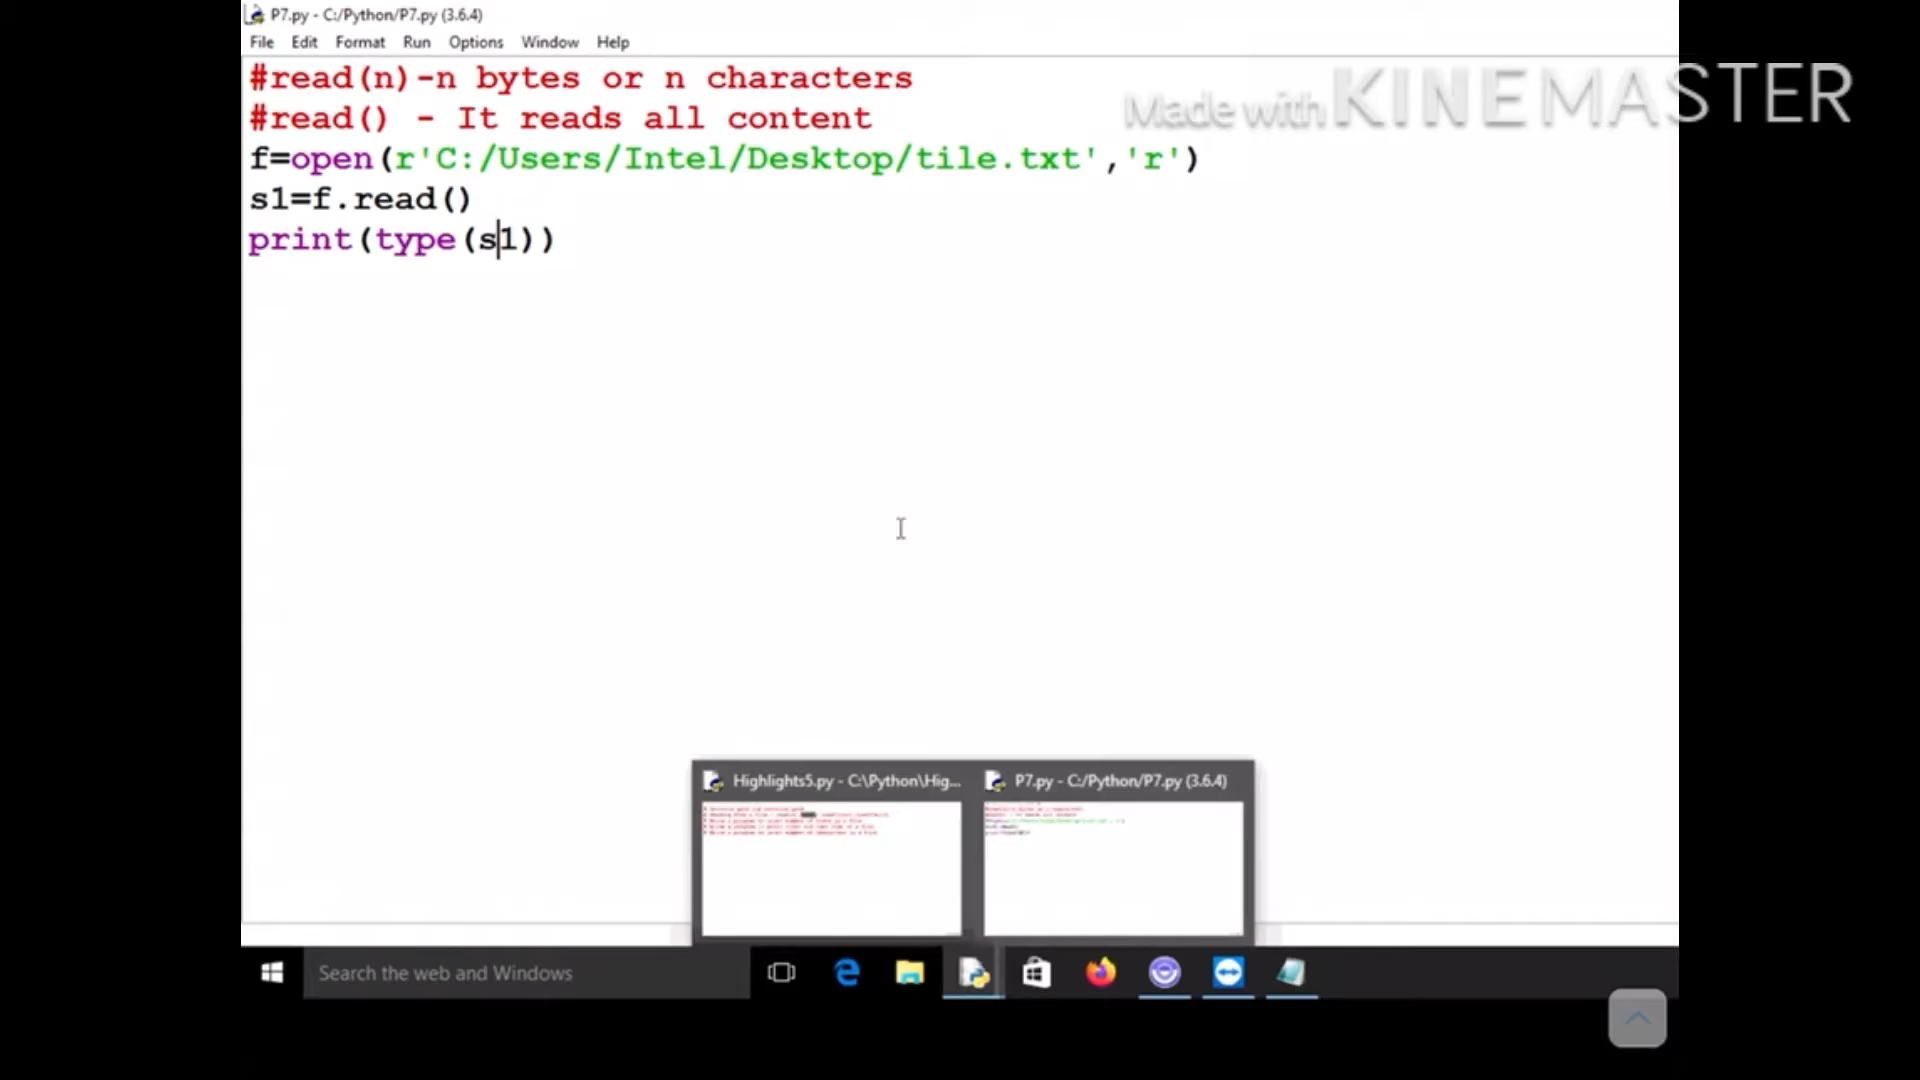 P7.py - C:/Python/P7.py (3.6.4)
File Edit Format Run Options Window Help
#read(n)-n bytes or n characters
#read() - It reads all content
f=open(r'C:/Users/Intel/Desktop/tile.txt','r')
s1=f.read()
print(type(s1))
Made with KINEMASTER
Highlights5.py - C:\Python\Hig...
P7.py - C:/Python/P7.py (3.6.4)
Search the web and Windows